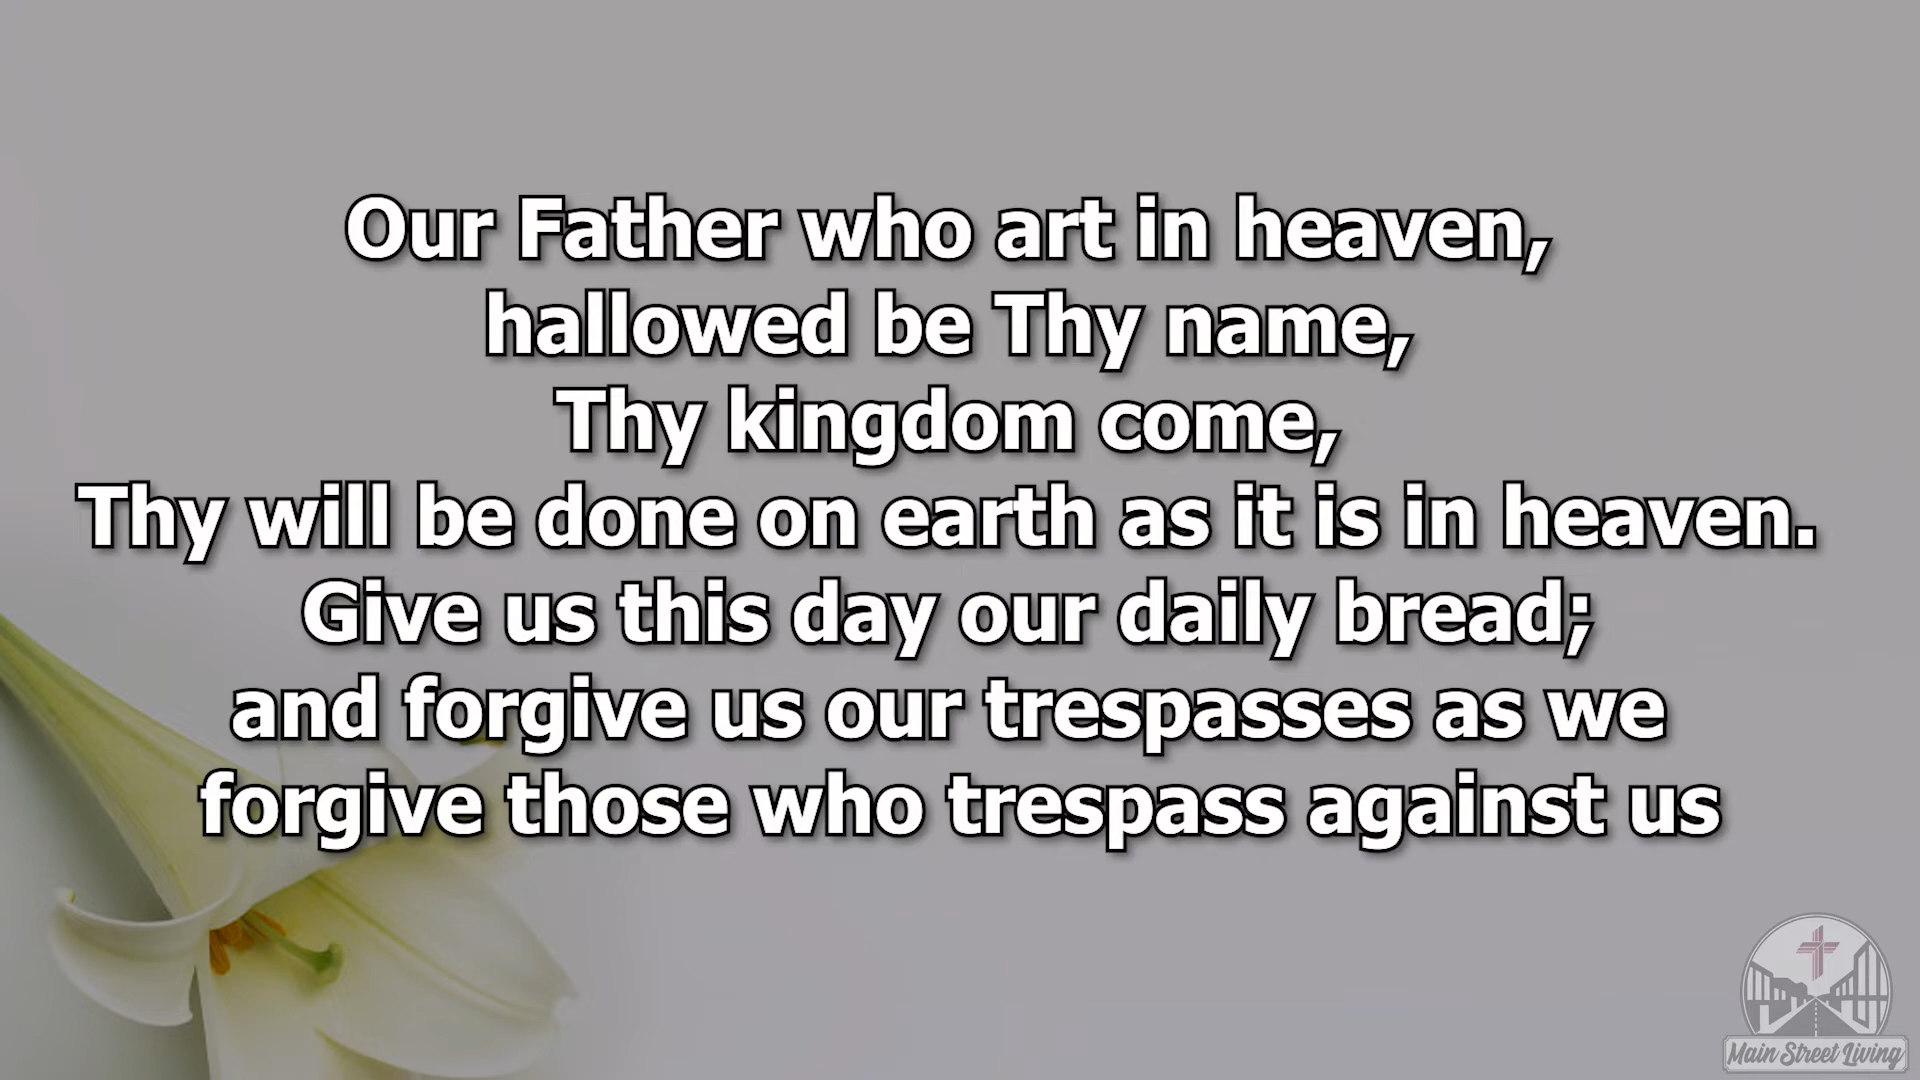 Our Father who art in heaven,
hallowed be Thy name,
Thy kingdom come,
Thy will be done on earth as it is in heaven.
Give us this day our daily bread;
and forgive us our trespasses as we
forgive those who trespass against us
Main Street Living